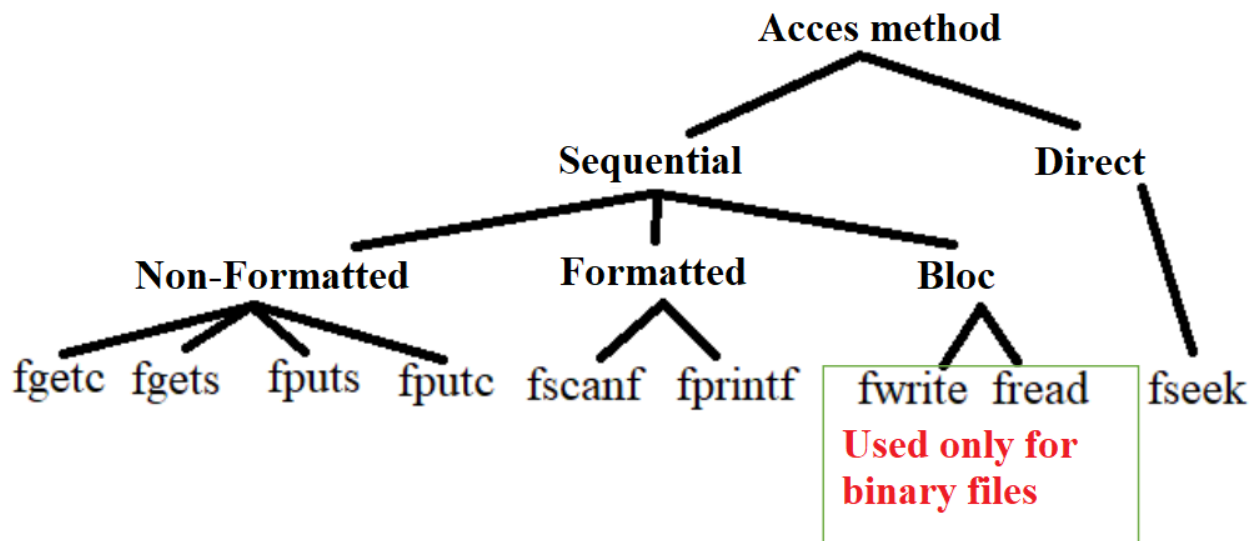 Acces method
Sequential Direct
Non-Formatted Formatted Bloc
fgetc fgets fputs fputc fscanf fprintf fwrite fread fseek
Used only for
binary files